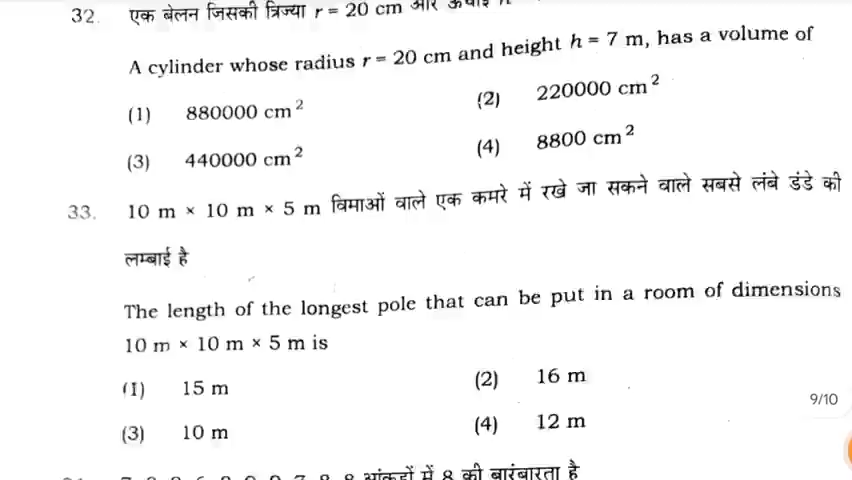 32. एक बेलन जिसकी त्रिज्या r = 20 cm और ऊंचाई h
A cylinder whose radius r = 20 cm and height h = 7 m, has a volume of
(1) 880000 cm² (2) 220000 cm²
(3) 440000 cm² (4) 8800 cm²
33. 10 m × 10 m × 5 m विमाओं वाले एक कमरे में रखे जा सकने वाले सबसे लंबे डंडे की
लम्बाई है
The length of the longest pole that can be put in a room of dimensions
10 m × 10 m × 5 m is
(1) 15 m (2) 16 m
(3) 10 m (4) 12 m
9/10
आंकड़ों में 8 की बारंबारता है